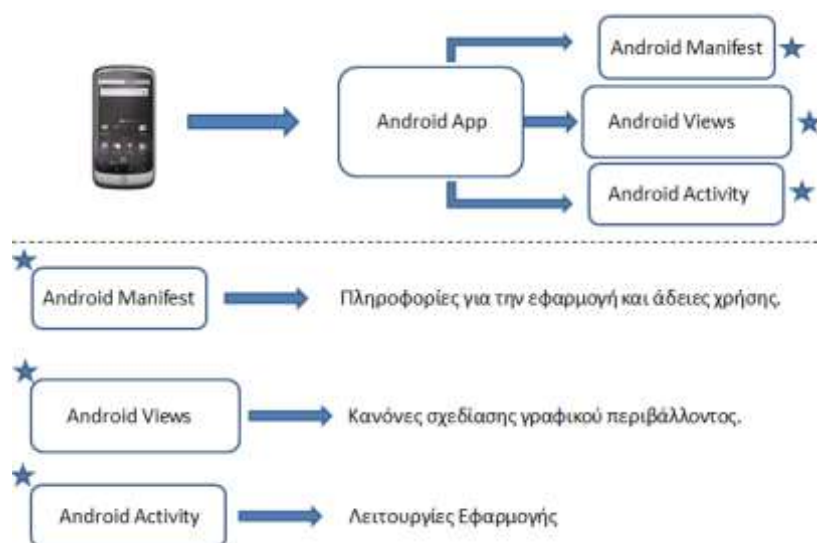 Android Manifest
Android App
Android Views
Android Activity
Android Manifest
Πληροφορίες για την εφαρμογή και άδειες χρήσης.
Android Views
Κανόνες σχεδίασης γραφικού περιβάλλοντος.
Android Activity
Λειτουργίες Εφαρμογής